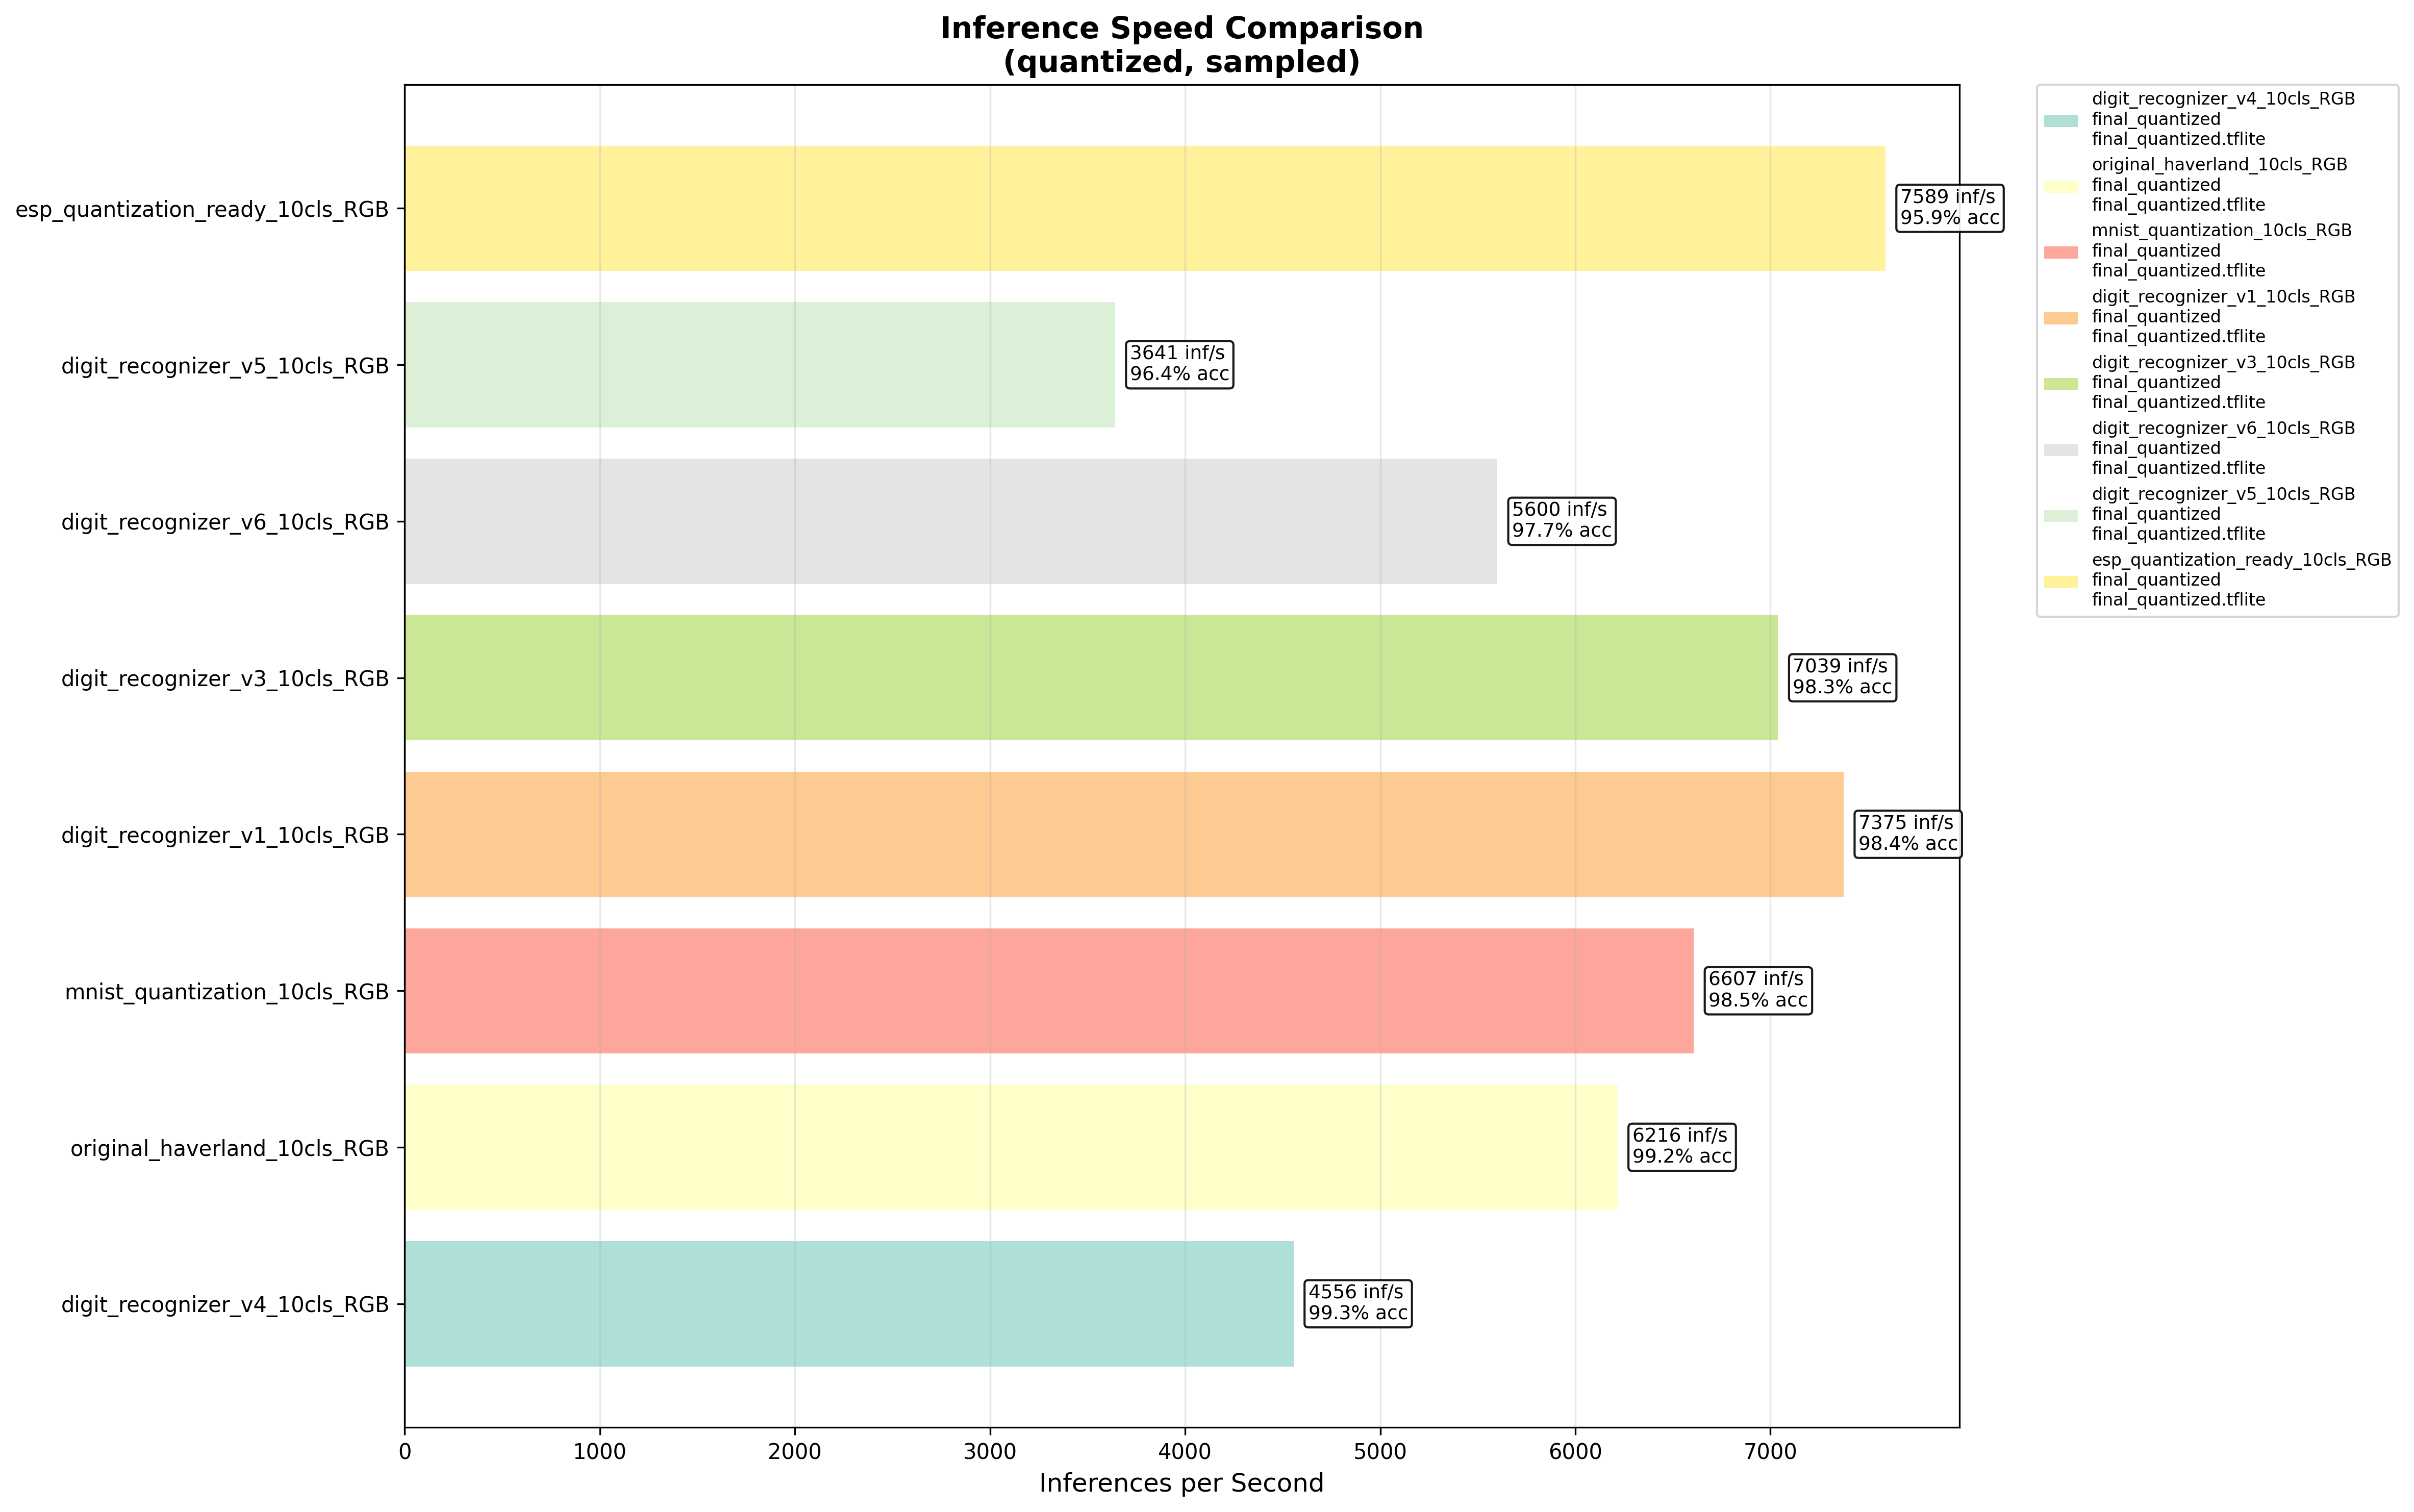 Inference Speed Comparison
(quantized, sampled)
esp_quantization_ready_10cls_RGB
7589 inf/s
95.9% acc
digit_recognizer_v5_10cls_RGB
3641 inf/s
96.4% acc
digit_recognizer_v6_10cls_RGB
5600 inf/s
97.7% acc
digit_recognizer_v3_10cls_RGB
7039 inf/s
98.3% acc
digit_recognizer_v1_10cls_RGB
7375 inf/s
98.4% acc
mnist_quantization_10cls_RGB
6607 inf/s
98.5% acc
original_haverland_10cls_RGB
6216 inf/s
99.2% acc
digit_recognizer_v4_10cls_RGB
4556 inf/s
99.3% acc
0 1000 2000 3000 4000 5000 6000 7000
Inferences per Second
digit_recognizer_v4_10cls_RGB
final_quantized
final_quantized.tflite
original_haverland_10cls_RGB
final_quantized
final_quantized.tflite
mnist_quantization_10cls_RGB
final_quantized
final_quantized.tflite
digit_recognizer_v1_10cls_RGB
final_quantized
final_quantized.tflite
digit_recognizer_v3_10cls_RGB
final_quantized
final_quantized.tflite
digit_recognizer_v6_10cls_RGB
final_quantized
final_quantized.tflite
digit_recognizer_v5_10cls_RGB
final_quantized
final_quantized.tflite
esp_quantization_ready_10cls_RGB
final_quantized
final_quantized.tflite